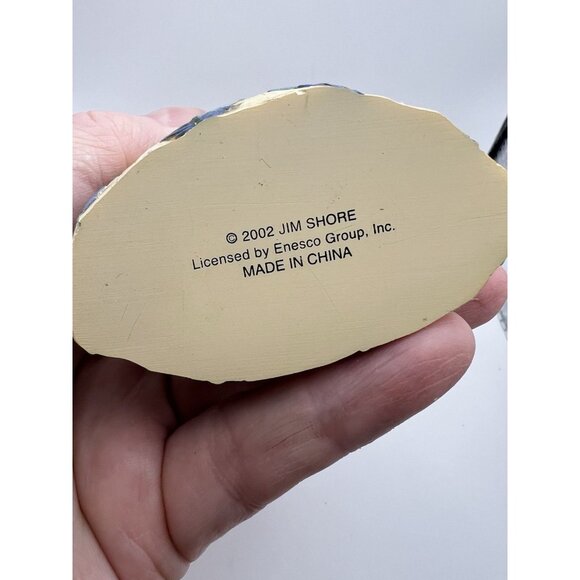 © 2002 JIM SHORE
Licensed by Enesco Group, Inc.
MADE IN CHINA